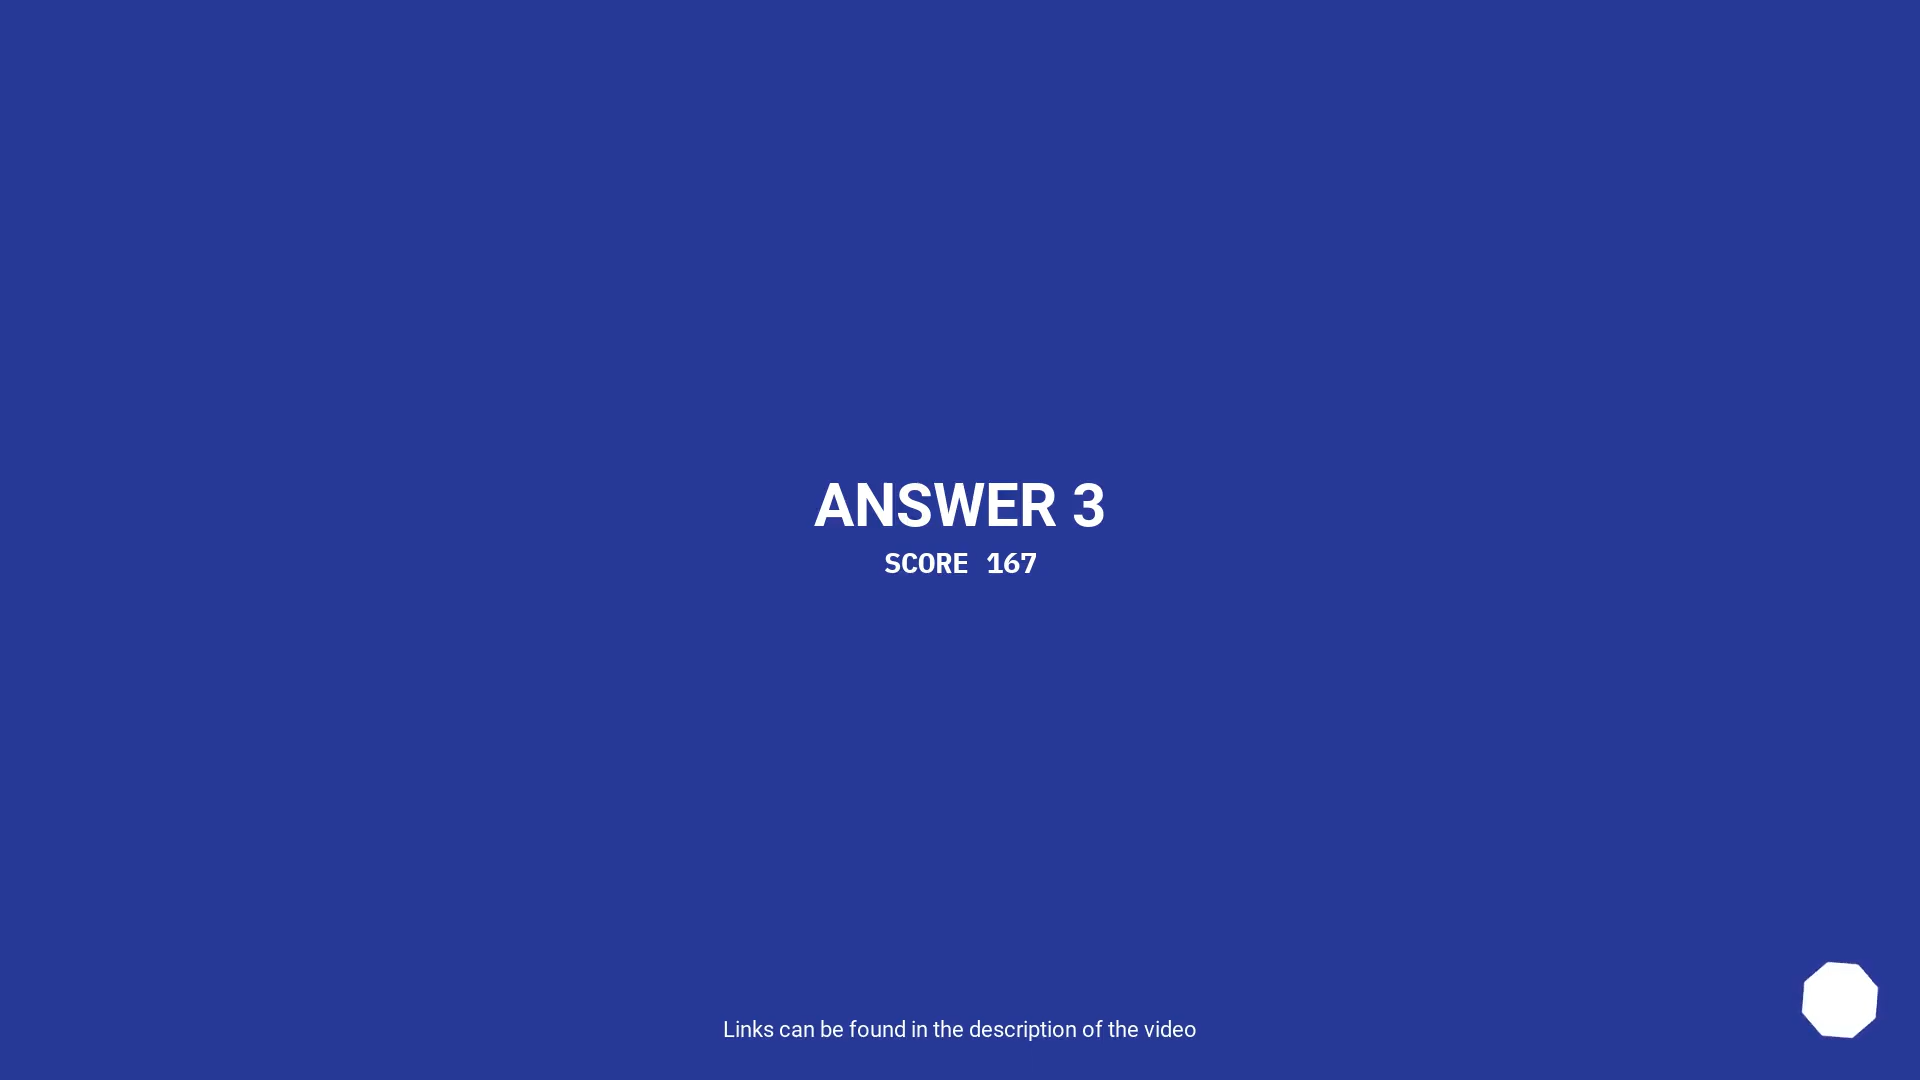 ANSWER 3
SCORE 167
Links can be found in the description of the video